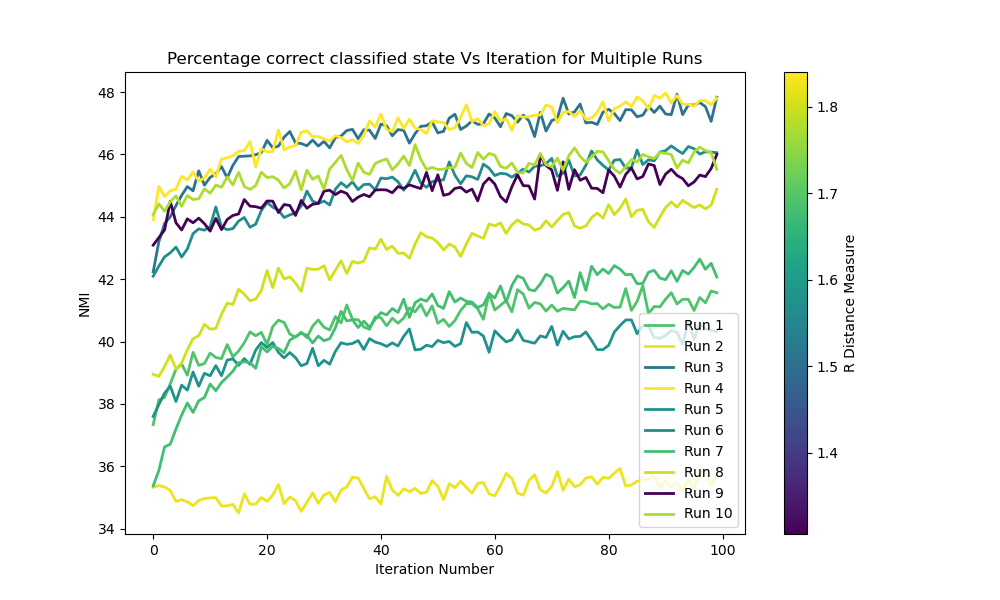 Percentage correct classified state Vs Iteration for Multiple Runs
NMI
48
46
44
42
40
38
36
34
0
20
40
60
80
100
Iteration Number
Run 1
Run 2
Run 3
Run 4
Run 5
Run 6
Run 7
Run 8
Run 9
Run 10
1.8
1.7
1.6
1.5
1.4
R Distance Measure